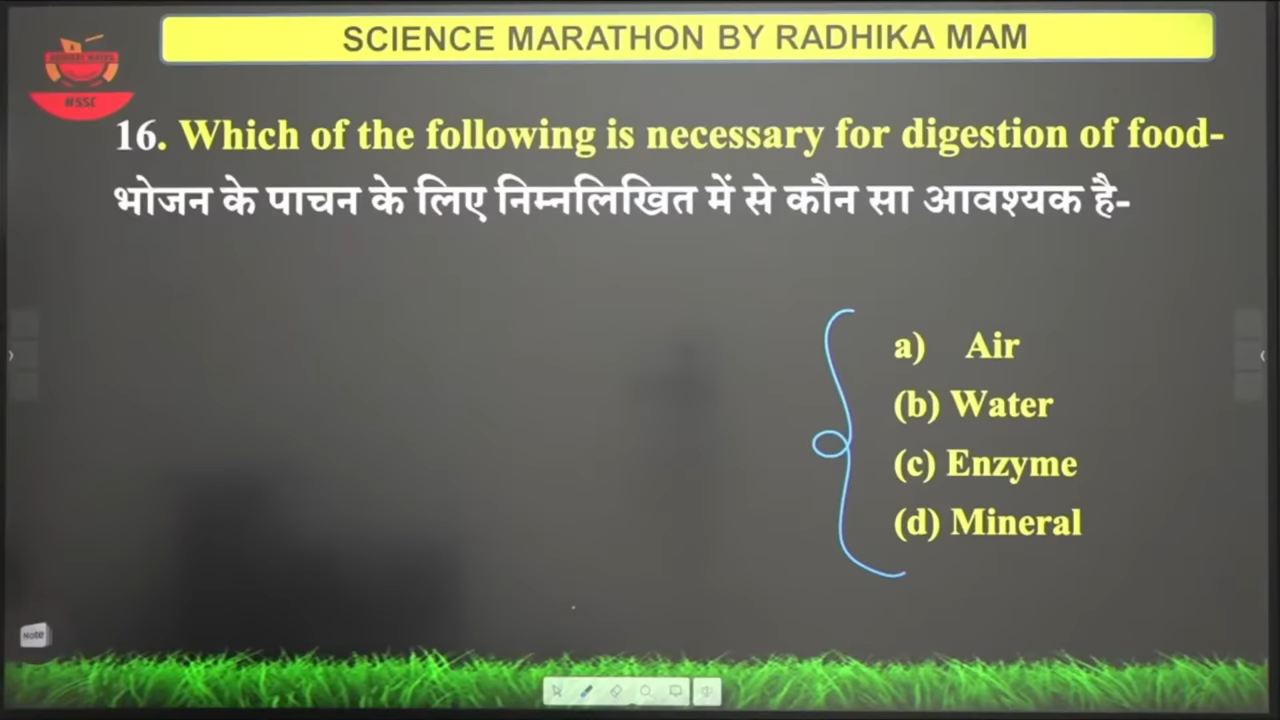 SCIENCE MARATHON BY RADHIKA MAM
#SSC
16. Which of the following is necessary for digestion of food-
भोजन के पाचन के लिए निम्नलिखित में से कौन सा आवश्यक है-
a) Air
(b) Water
(c) Enzyme
(d) Mineral
Note